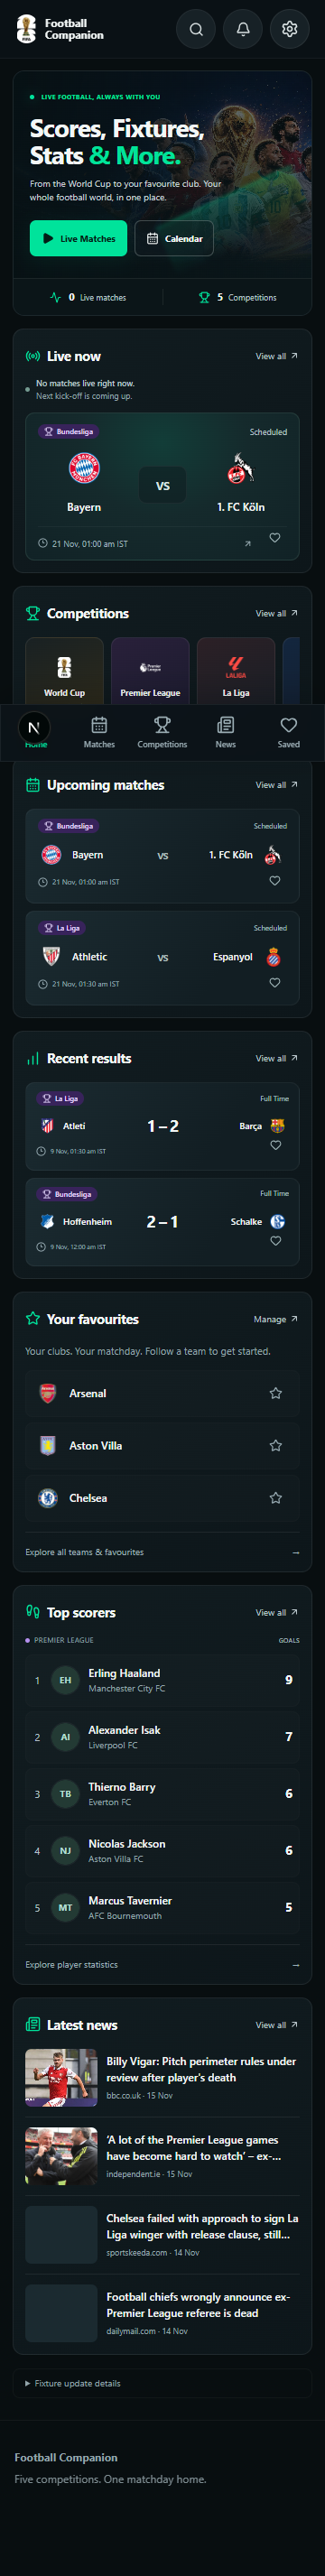 Football
Companion
LIVE FOOTBALL, ALWAYS WITH YOU
Scores, Fixtures,
Stats & More.
From the World Cup to your favourite club. Your
whole football world, in one place.
Live Matches
Calendar
0 Live matches
5 Competitions
Live now
View all
No matches live right now.
Next kick-off is coming up.
Bundesliga
Scheduled
Bayern
VS
1. FC Köln
21 Nov, 01:00 am IST
Competitions
View all
World Cup
Premier League
LALIGA
La Liga
N
Home
Matches
Competitions
News
Saved
Upcoming matches
View all
Bundesliga
Scheduled
Bayern
VS
1. FC Köln
21 Nov, 01:00 am IST
La Liga
Scheduled
Athletic
VS
Espanyol
21 Nov, 01:30 am IST
Recent results
View all
La Liga
Full Time
Atleti
1 – 2
Barça
9 Nov, 01:30 am IST
Bundesliga
Full Time
Hoffenheim
2 – 1
Schalke
9 Nov, 12:00 am IST
Your favourites
Manage
Your clubs. Your matchday. Follow a team to get started.
Arsenal
Aston Villa
Chelsea
Explore all teams & favourites →
Top scorers
View all
PREMIER LEAGUE
GOALS
1 EH Erling Haaland 9
Manchester City FC
2 AI Alexander Isak 7
Liverpool FC
3 TB Thierno Barry 6
Everton FC
4 NJ Nicolas Jackson 6
Aston Villa FC
5 MT Marcus Tavernier 5
AFC Bournemouth
Explore player statistics →
Latest news
View all
Billy Vigar: Pitch perimeter rules under
review after player's death
bbc.co.uk · 15 Nov
‘A lot of the Premier League games
have become hard to watch’ – ex-...
independent.ie · 15 Nov
Chelsea failed with approach to sign La
Liga winger with release clause, still...
sportskeeda.com · 14 Nov
Football chiefs wrongly announce ex-
Premier League referee is dead
dailymail.com · 14 Nov
Fixture update details
Football Companion
Five competitions. One matchday home.